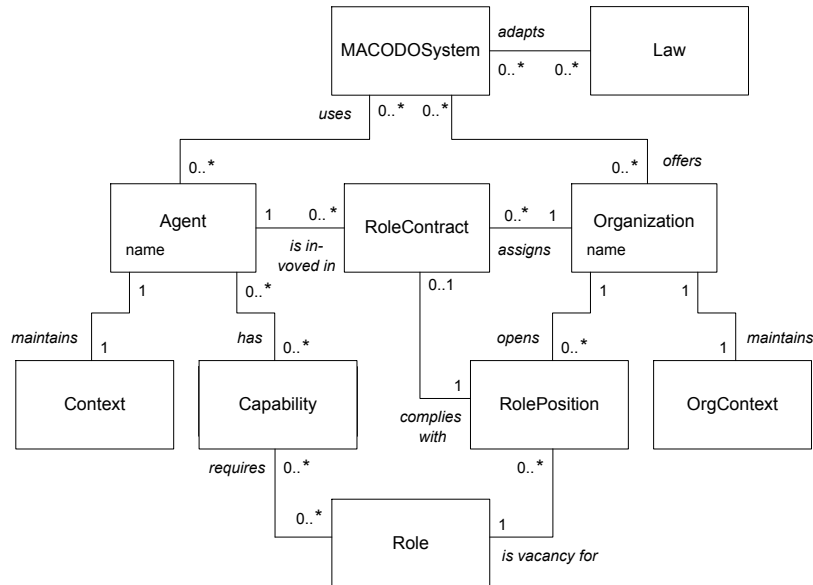 adapts
MACODOSystem
Law
0..* 0..*
uses
0..* 0..*
0..*
0..*
offers
Agent
name
1
0..*
RoleContract
0..*
1
Organization
name
is in-
voved in
assigns
1
0..*
0..1
1
1
maintains
1
has
0..*
opens
0..*
1
maintains
Context
Capability
1
RolePosition
OrgContext
complies
with
requires
0..*
0..*
0..*
Role
1
is vacancy for